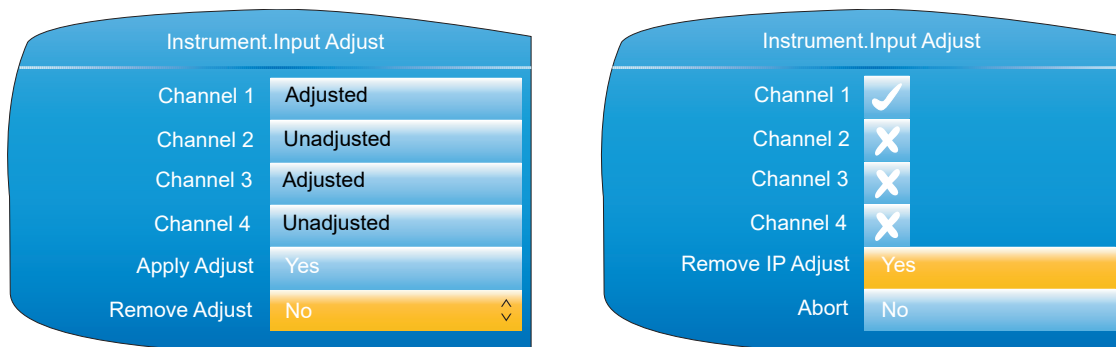 Instrument.Input Adjust
Channel 1 Adjusted
Channel 2 Unadjusted
Channel 3 Adjusted
Channel 4 Unadjusted
Apply Adjust Yes
Remove Adjust No
Instrument.Input Adjust
Channel 1
Channel 2
Channel 3
Channel 4
Remove IP Adjust Yes
Abort No